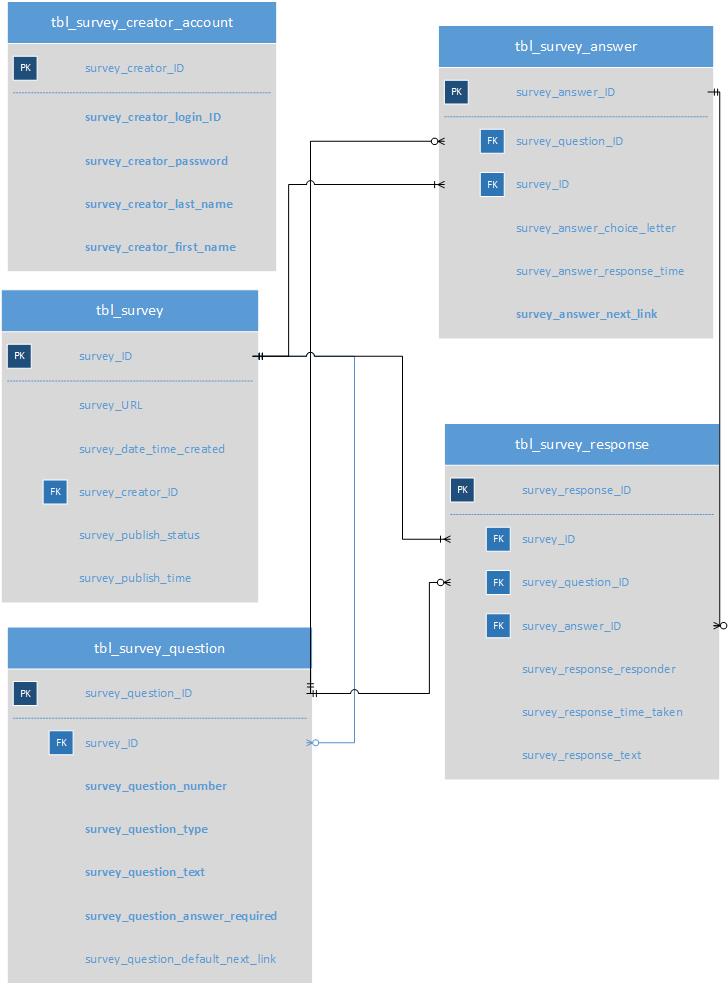 tbl_survey_creator_account
PK survey_creator_ID
survey_creator_login_ID
survey_creator_password
survey_creator_last_name
survey_creator_first_name
tbl_survey
PK survey_ID
survey_URL
survey_date_time_created
FK survey_creator_ID
survey_publish_status
survey_publish_time
tbl_survey_question
PK survey_question_ID
FK survey_ID
survey_question_number
survey_question_type
survey_question_text
survey_question_answer_required
survey_question_default_next_link
tbl_survey_answer
PK survey_answer_ID
FK survey_question_ID
FK survey_ID
survey_answer_choice_letter
survey_answer_response_time
survey_answer_next_link
tbl_survey_response
PK survey_response_ID
FK survey_ID
FK survey_question_ID
FK survey_answer_ID
survey_response_responder
survey_response_time_taken
survey_response_text